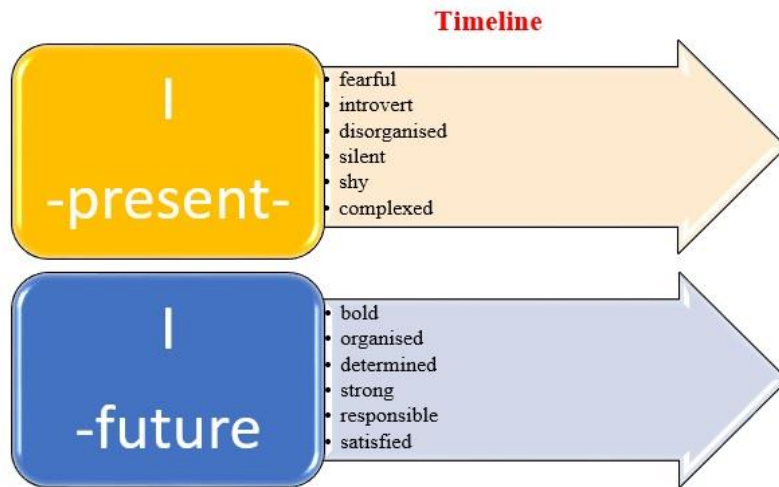 Timeline
I
-present-
• fearful
• introvert
• disorganised
• silent
• shy
• complexed
I
-future
• bold
• organised
• determined
• strong
• responsible
• satisfied